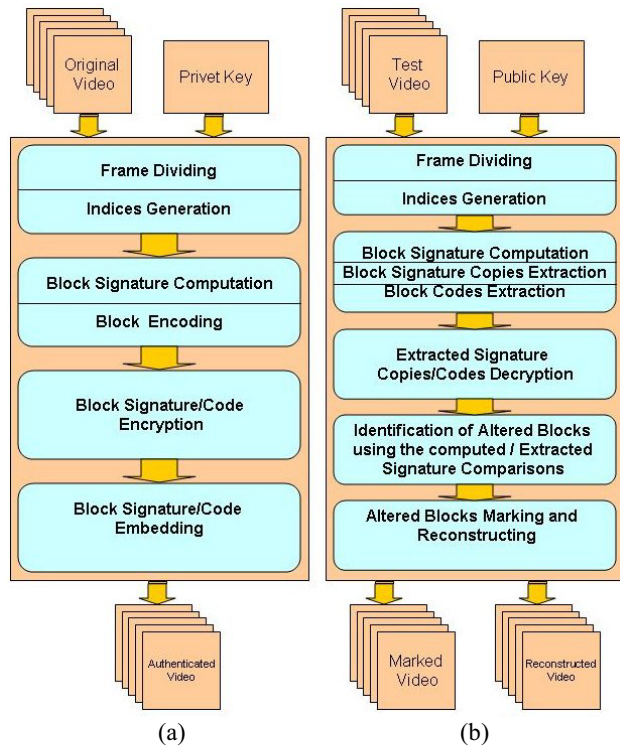 Original
Video
Privet Key
Frame Dividing
Indices Generation
Block Signature Computation
Block Encoding
Block Signature/Code
Encryption
Block Signature/Code
Embedding
Authenticated
Video
(a)
Test
Video
Public Key
Frame Dividing
Indices Generation
Block Signature Computation
Block Signature Copies Extraction
Block Codes Extraction
Extracted Signature
Copies/Codes Decryption
Identification of Altered Blocks
using the computed / Extracted
Signature Comparisons
Altered Blocks Marking and
Reconstructing
Marked
Video
Reconstructed
Video
(b)